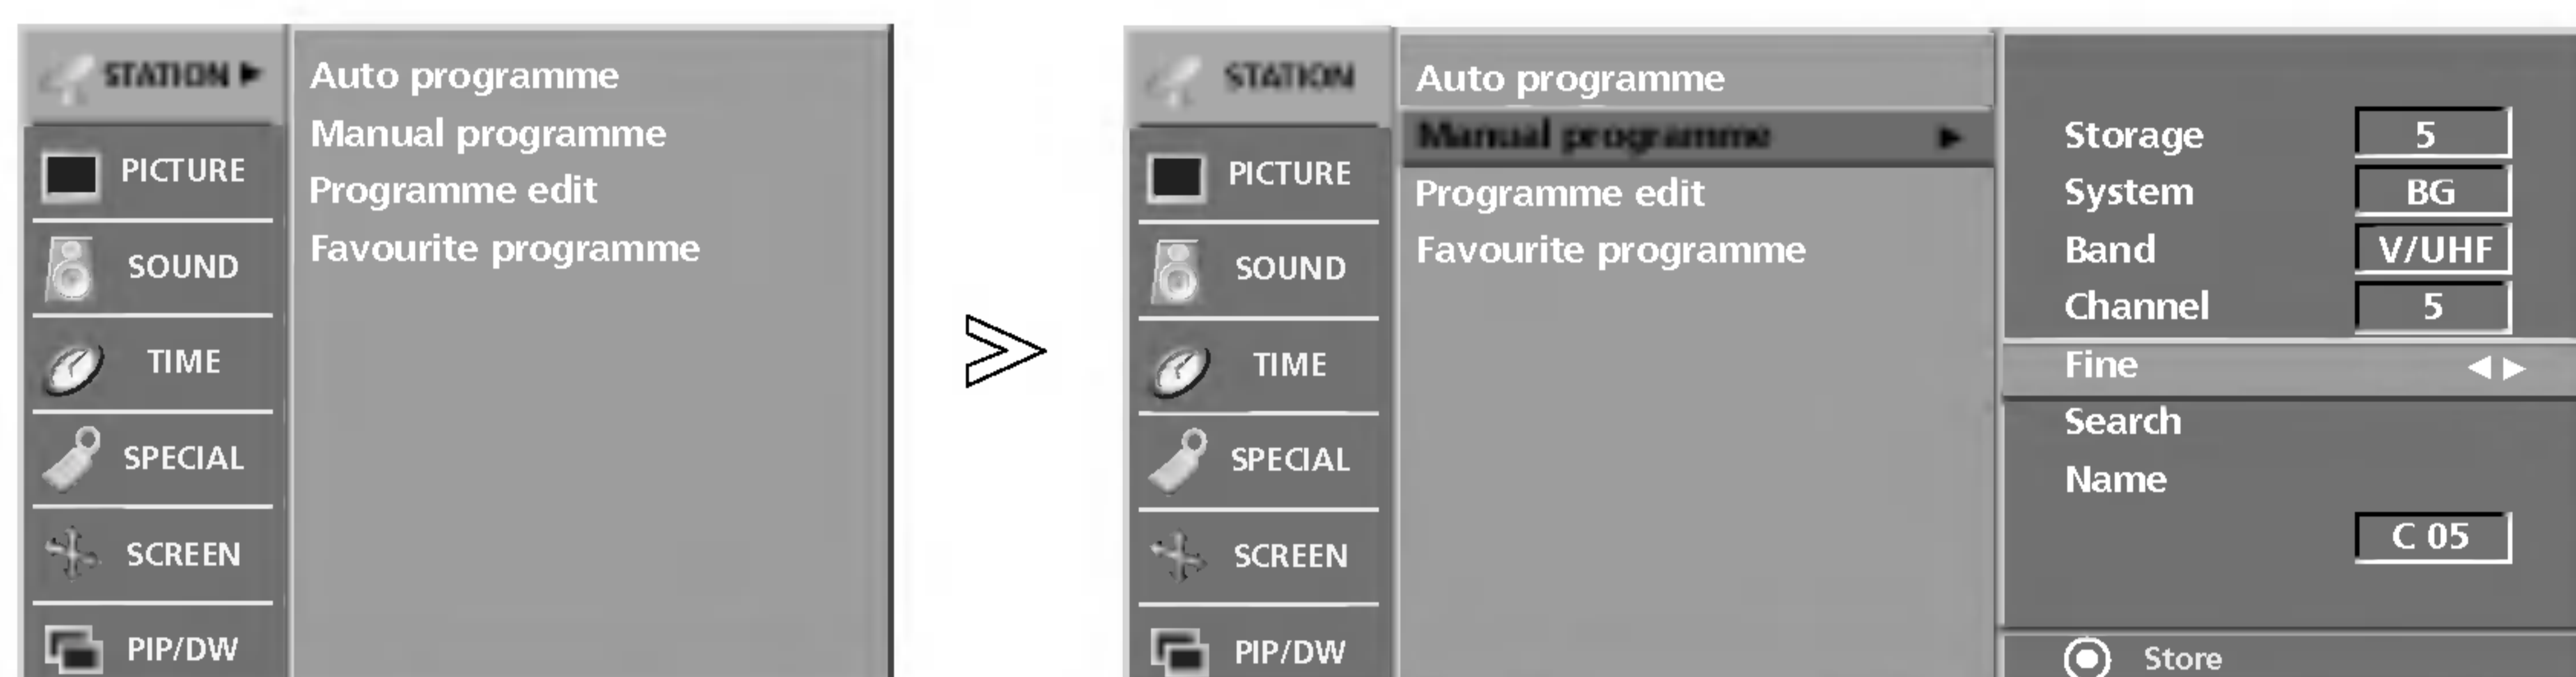 STATION
Auto programme
Manual programme
Programme edit
Favourite programme
PICTURE
SOUND
TIME
SPECIAL
SCREEN
PIP/DW
STATION
Auto programme
Manual programme
Programme edit
Favourite programme
PICTURE
SOUND
TIME
SPECIAL
SCREEN
PIP/DW
Storage 5
System BG
Band V/UHF
Channel 5
Fine
Search
Name
C 05
Store